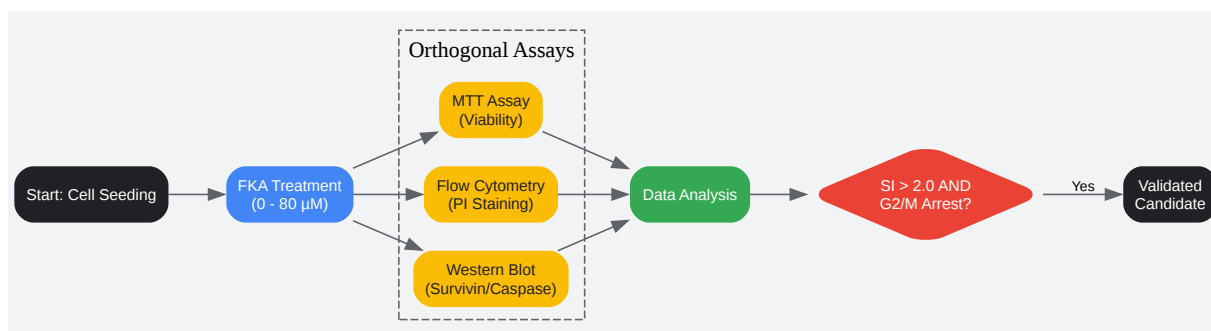 Orthogonal Assays
Start: Cell Seeding
FKA Treatment
(0 - 80 µM)
MTT Assay
(Viability)
Flow Cytometry
(PI Staining)
Western Blot
(Survivin/Caspase)
Data Analysis
SI > 2.0 AND
G2/M Arrest?
Yes
Validated
Candidate